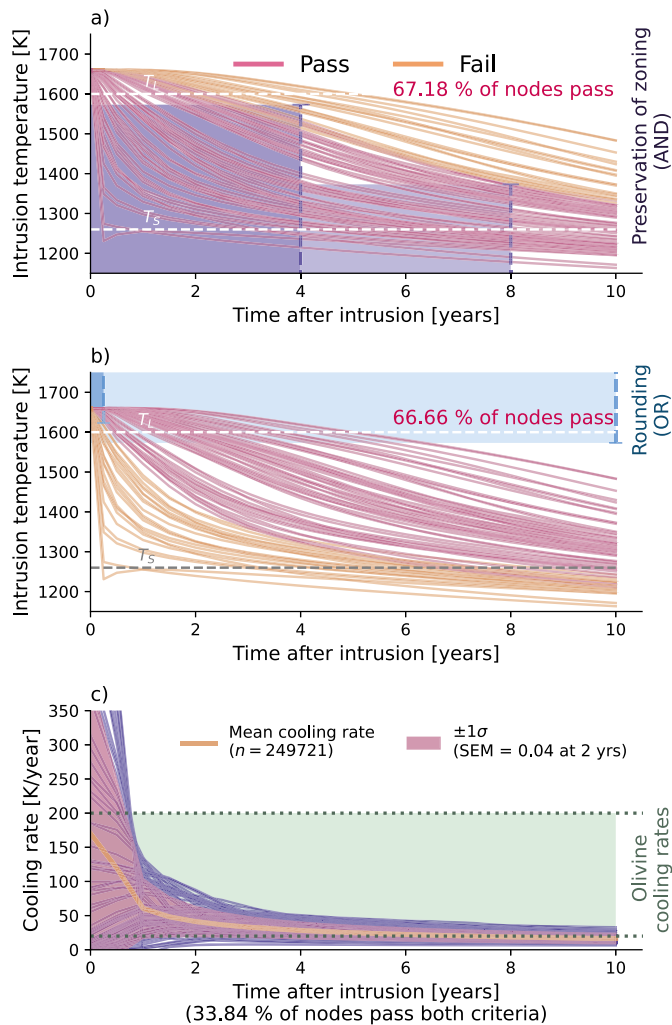 a)
Pass
Fail
67.18 % of nodes pass
T_L
T_S
1700
1600
1500
1400
1300
1200
Intrusion temperature [K]
0 2 4 6 8 10
Time after intrusion [years]
Preservation of zoning
(AND)
b)
66.66 % of nodes pass
T_L
T_S
1700
1600
1500
1400
1300
1200
Intrusion temperature [K]
0 2 4 6 8 10
Time after intrusion [years]
Rounding
(OR)
c)
Mean cooling rate
(n = 249721)
±1σ
(SEM = 0.04 at 2 yrs)
350
300
250
200
150
100
50
0
Cooling rate [K/year]
0 2 4 6 8 10
Time after intrusion [years]
(33.84 % of nodes pass both criteria)
Olivine
cooling rates